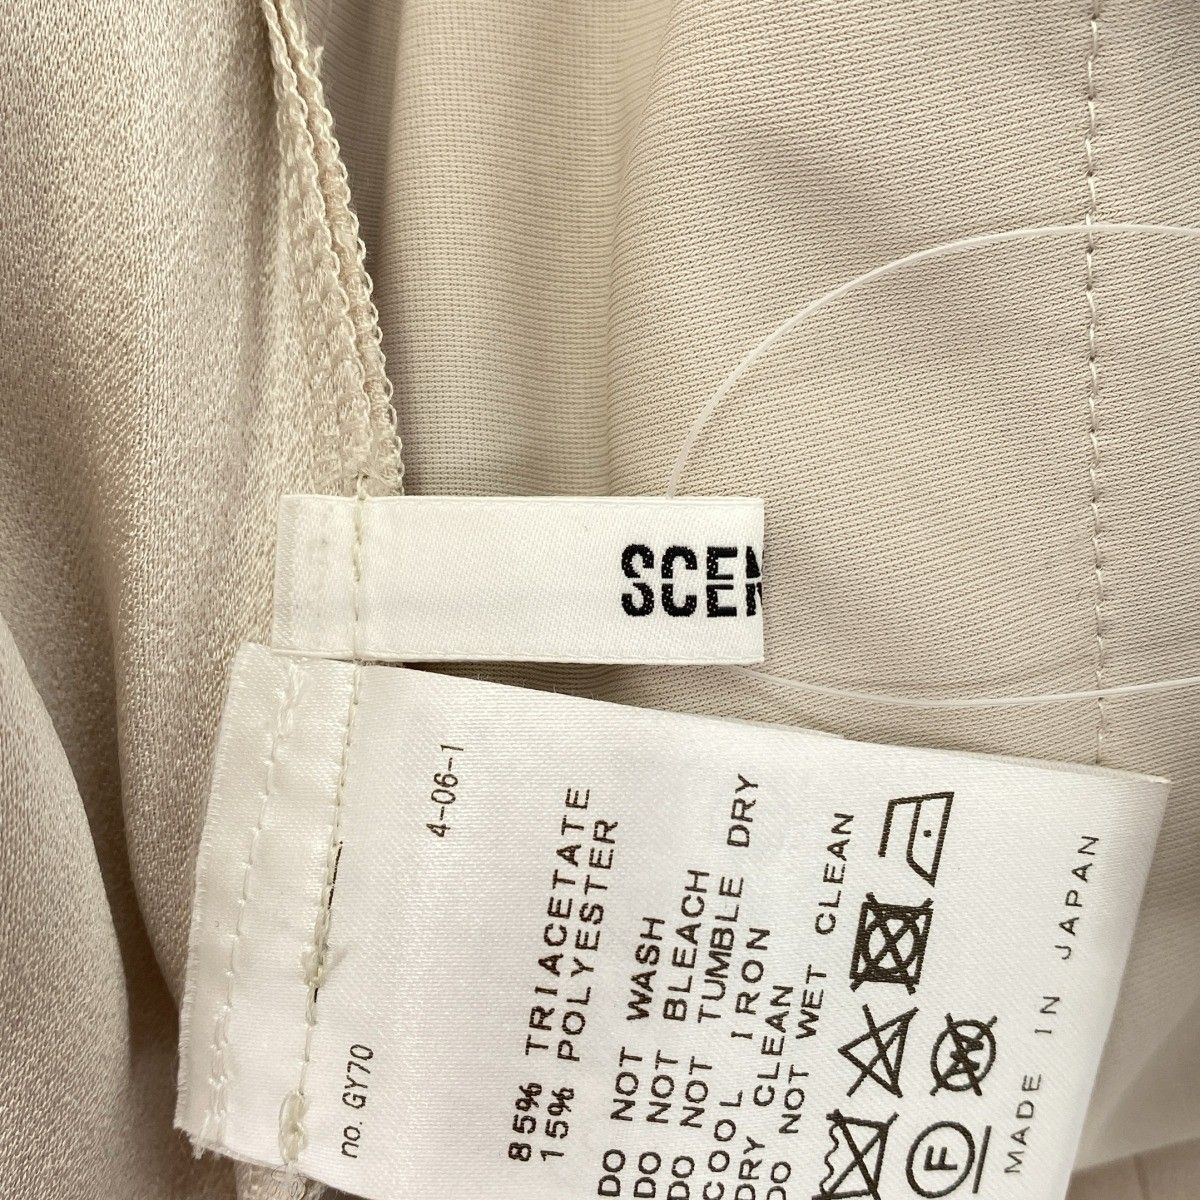 SCEN
4-06-1
no. GY70
85% TRIACETATE
15% POLYESTER
DO NOT WASH
DO NOT BLEACH
DO NOT TUMBLE DRY
COOL IRON
DRY CLEAN
DO NOT WET CLEAN
W
F
MADE IN JAPAN